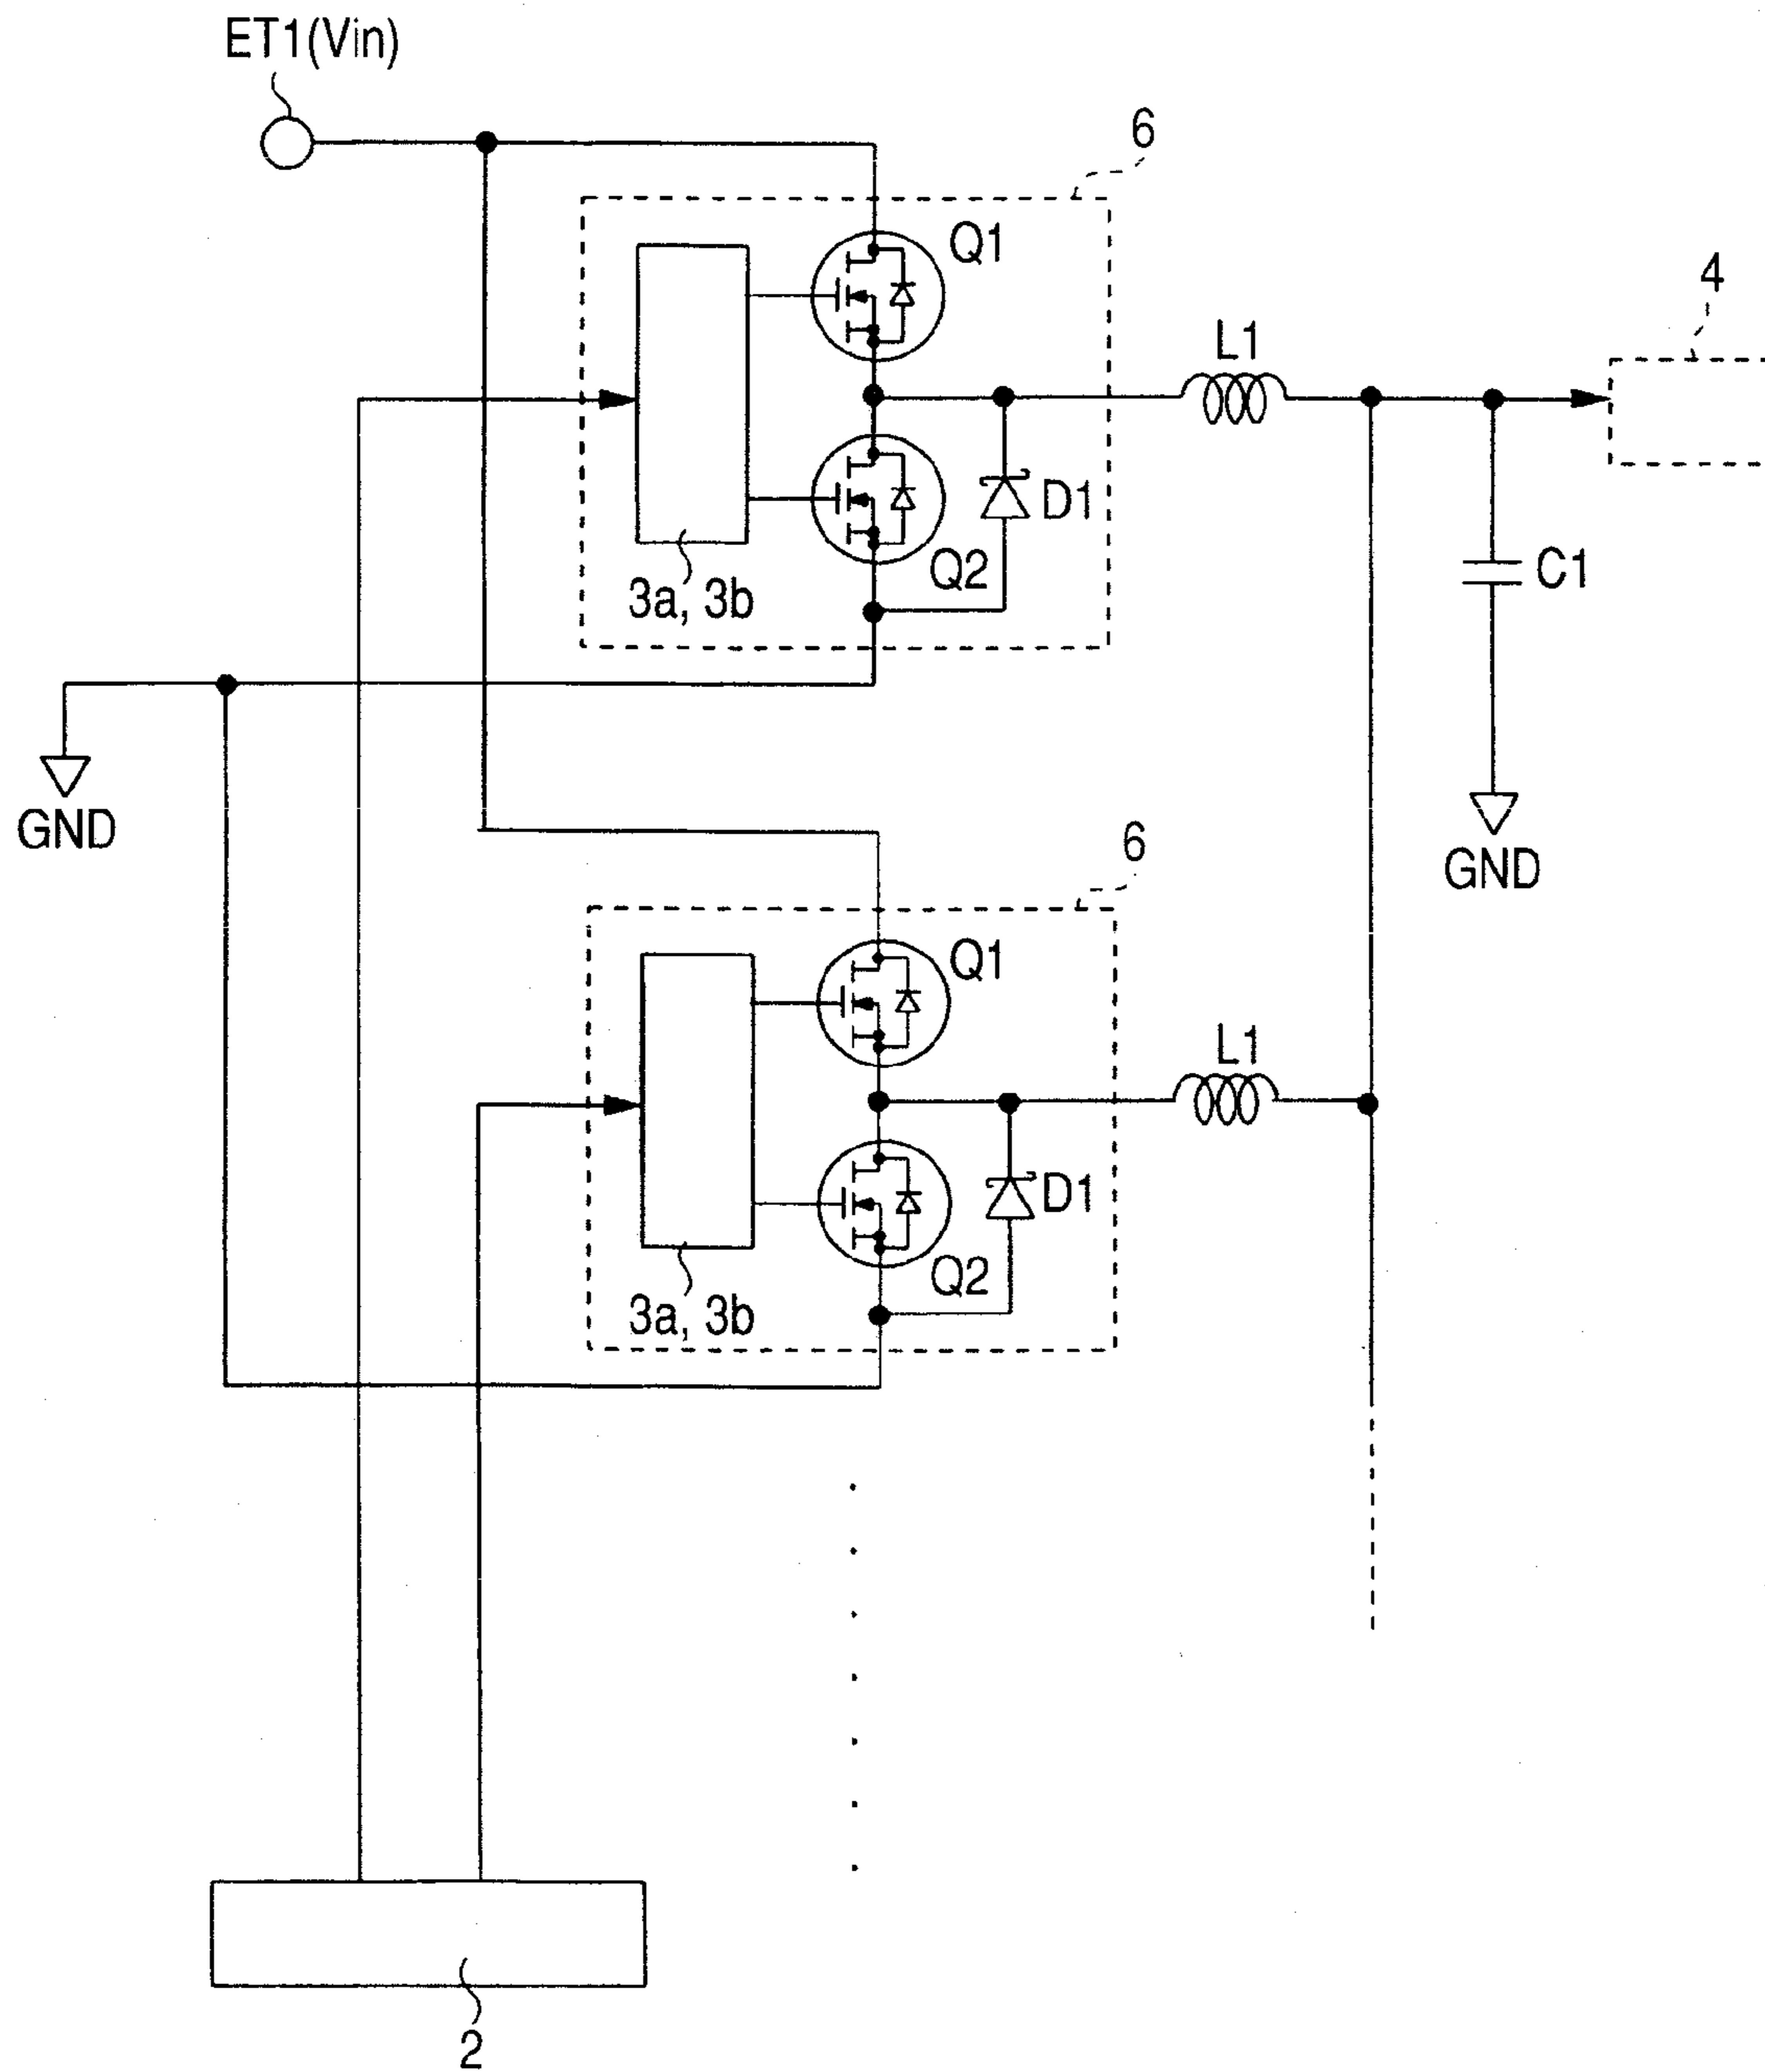 ET1(Vin)
6
Q1
4
L1
D1
Q2
C1
3a, 3b
GND
GND
6
Q1
L1
D1
Q2
3a, 3b
2